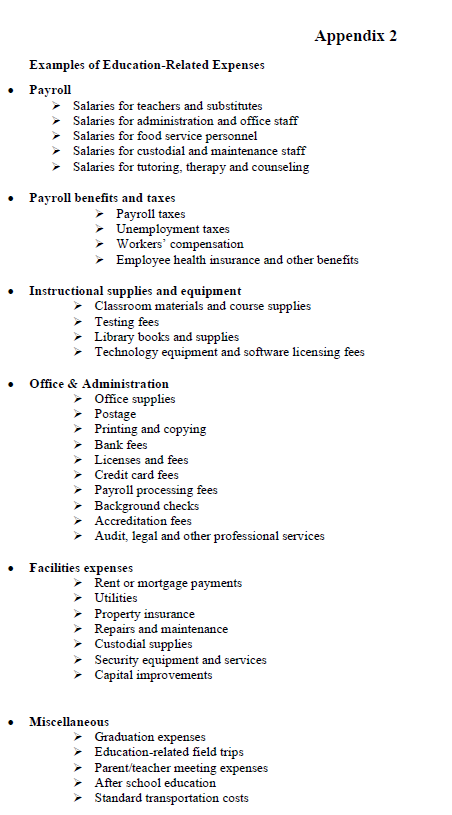 Appendix 2
Examples of Education-Related Expenses
• Payroll
➢ Salaries for teachers and substitutes
➢ Salaries for administration and office staff
➢ Salaries for food service personnel
➢ Salaries for custodial and maintenance staff
➢ Salaries for tutoring, therapy and counseling
• Payroll benefits and taxes
➢ Payroll taxes
➢ Unemployment taxes
➢ Workers’ compensation
➢ Employee health insurance and other benefits
• Instructional supplies and equipment
➢ Classroom materials and course supplies
➢ Testing fees
➢ Library books and supplies
➢ Technology equipment and software licensing fees
• Office & Administration
➢ Office supplies
➢ Postage
➢ Printing and copying
➢ Bank fees
➢ Licenses and fees
➢ Credit card fees
➢ Payroll processing fees
➢ Background checks
➢ Accreditation fees
➢ Audit, legal and other professional services
• Facilities expenses
➢ Rent or mortgage payments
➢ Utilities
➢ Property insurance
➢ Repairs and maintenance
➢ Custodial supplies
➢ Security equipment and services
➢ Capital improvements
• Miscellaneous
➢ Graduation expenses
➢ Education-related field trips
➢ Parent/teacher meeting expenses
➢ After school education
➢ Standard transportation costs